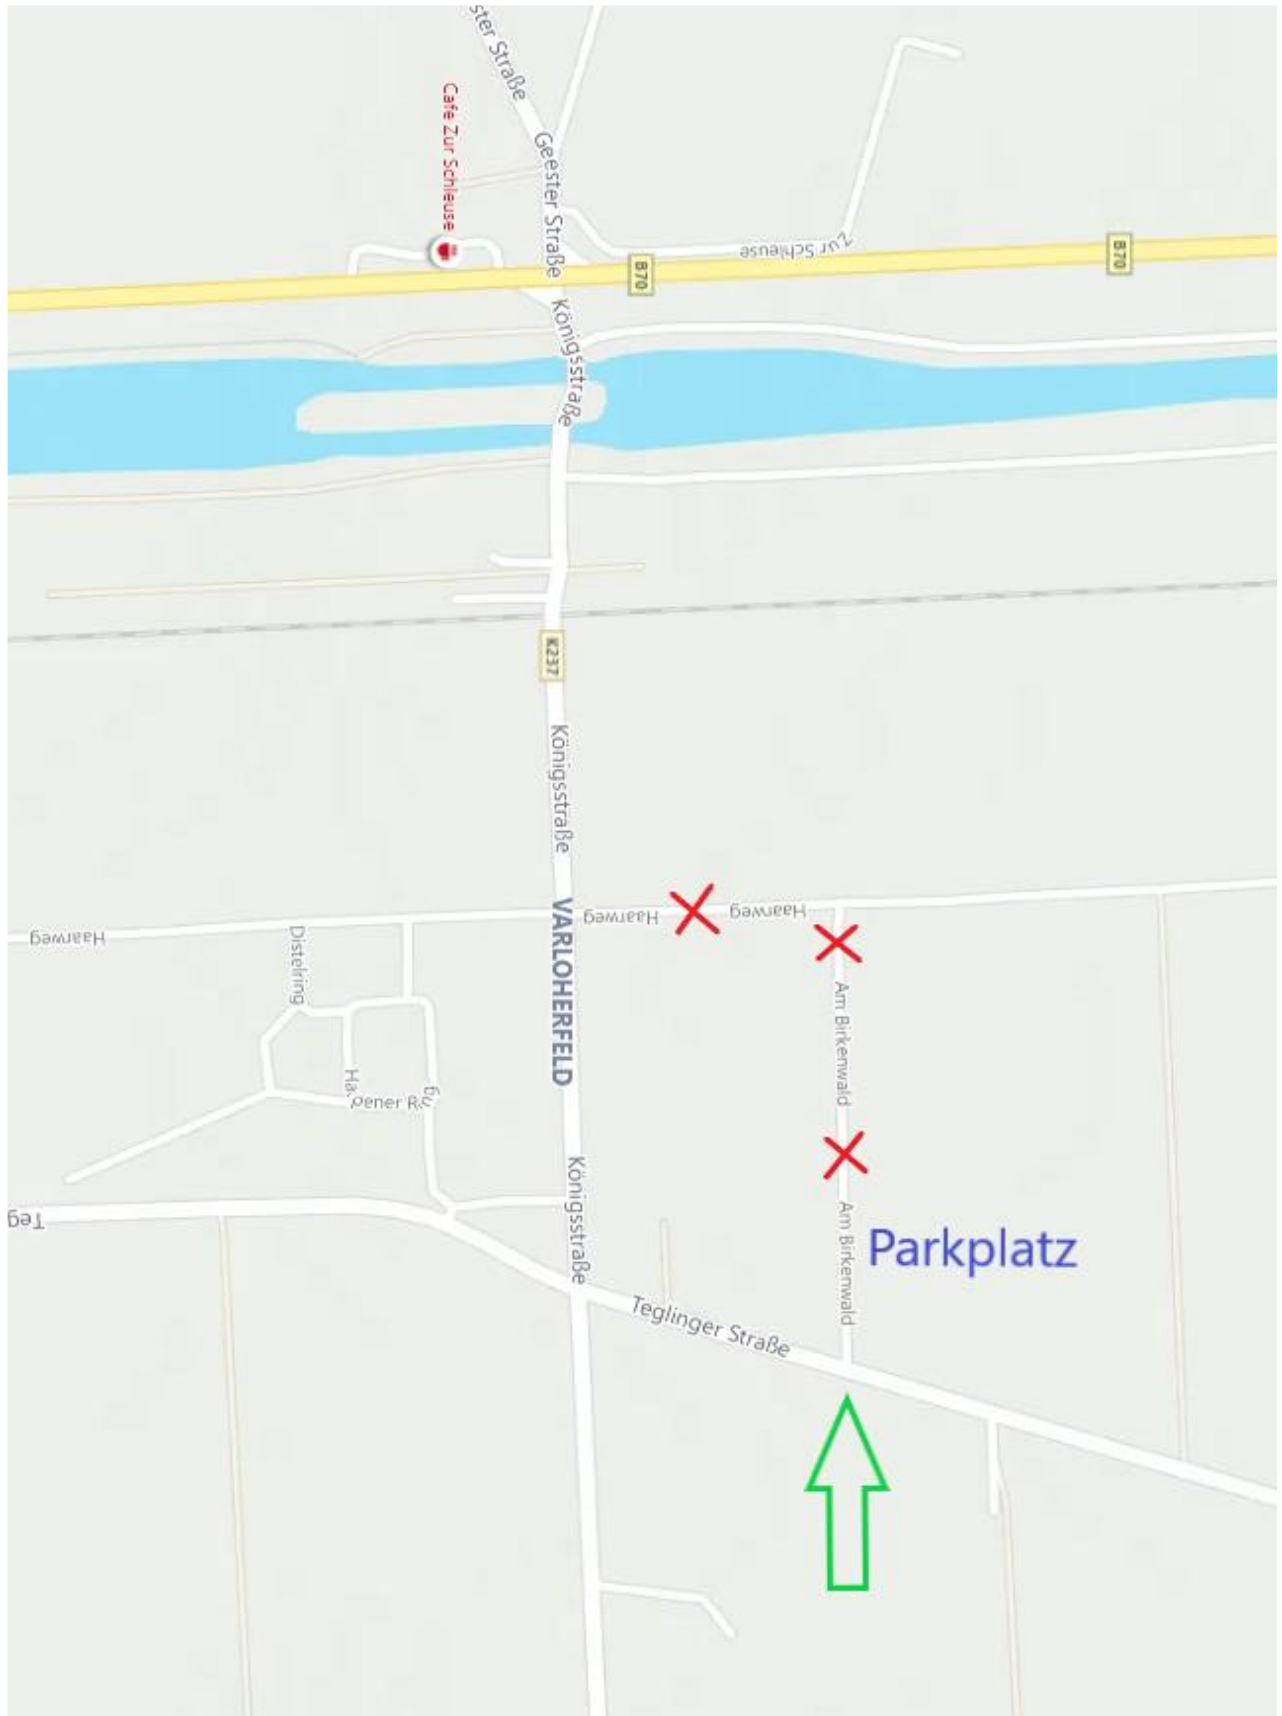 ster Straße
Cafe Zur Schleuse
Geester Straße
Zur Schleuse
B70
B70
Königsstraße
K237
Königsstraße
Haarweg
Haarweg
Haarweg
VARLOHERFELD
Distelring
Am Birkenwald
Königsstraße
Teg
Am Birkenwald
Parkplatz
Teglinger Straße